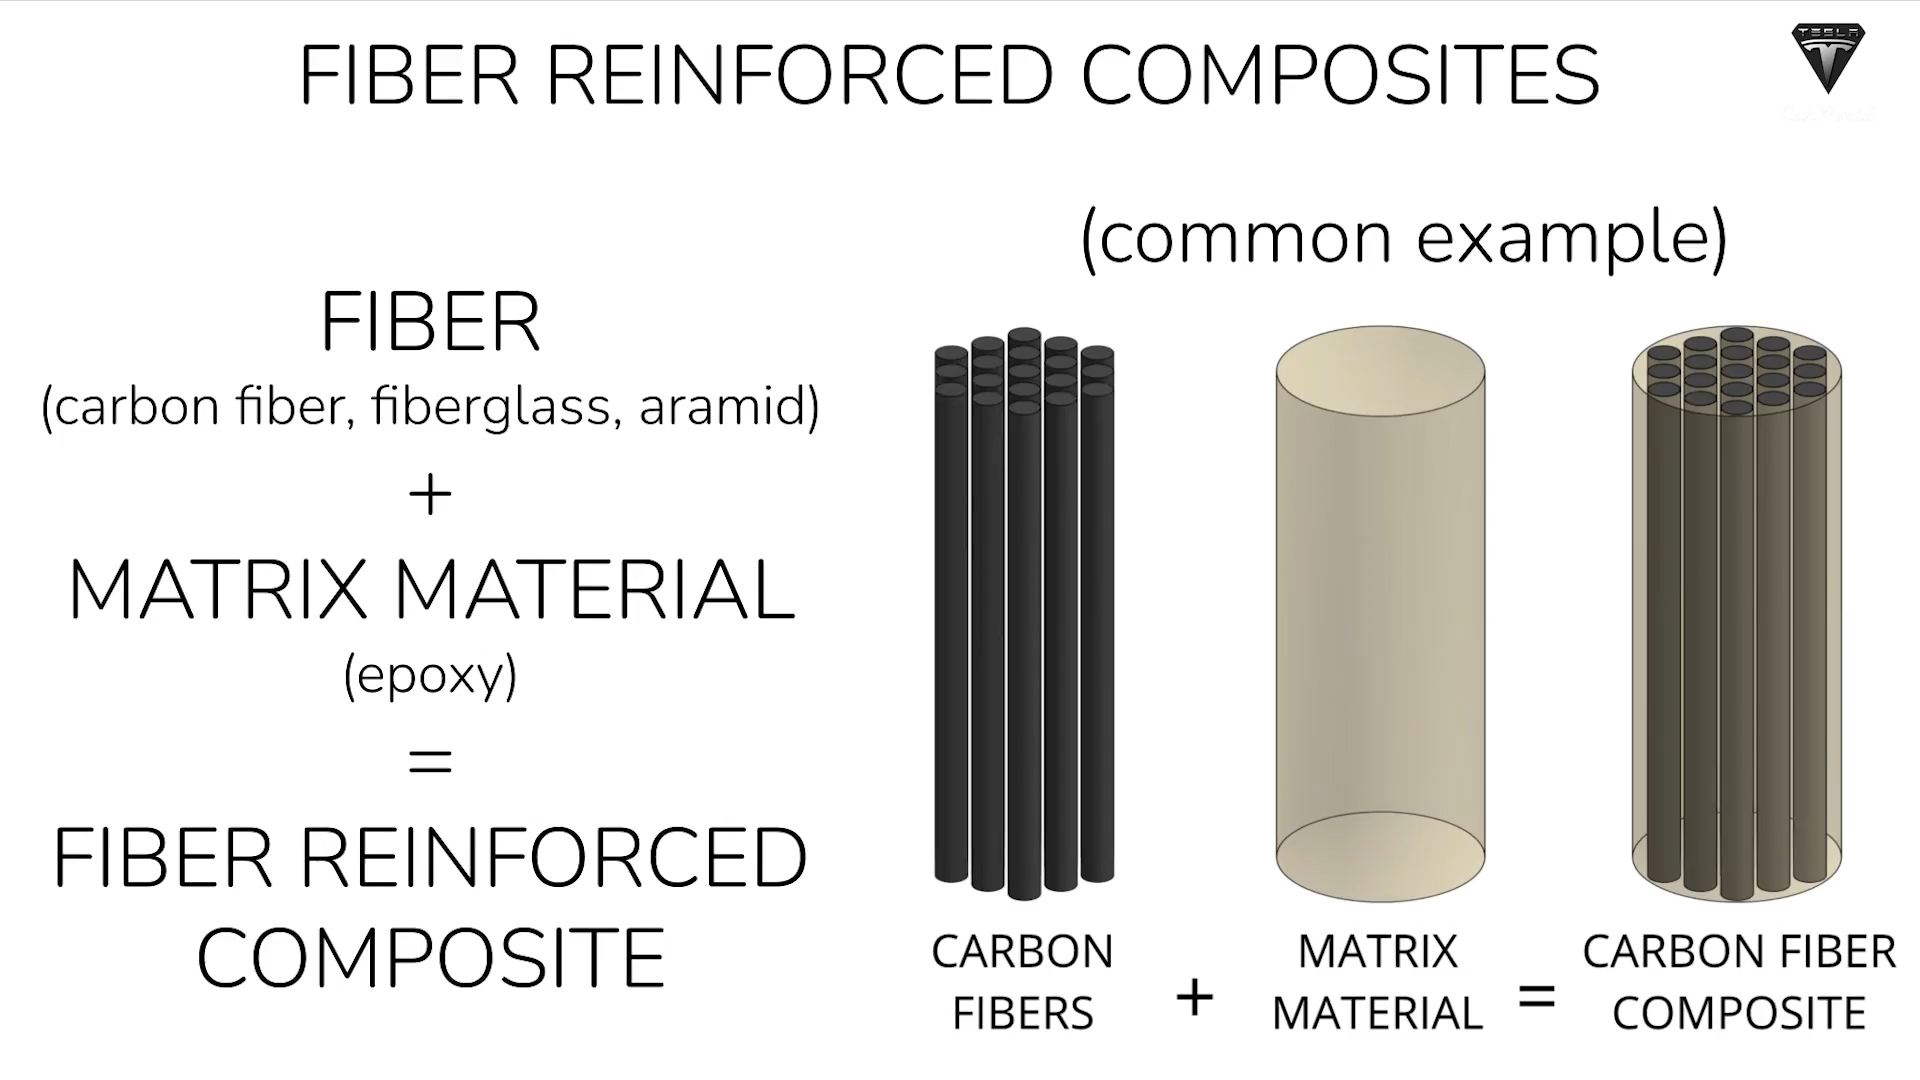 FIBER REINFORCED COMPOSITES
TESLA
(common example)
FIBER
(carbon fiber, fiberglass, aramid)
+
MATRIX MATERIAL
(epoxy)
=
FIBER REINFORCED
COMPOSITE
CARBON
FIBERS
+
MATRIX
MATERIAL
=
CARBON FIBER
COMPOSITE